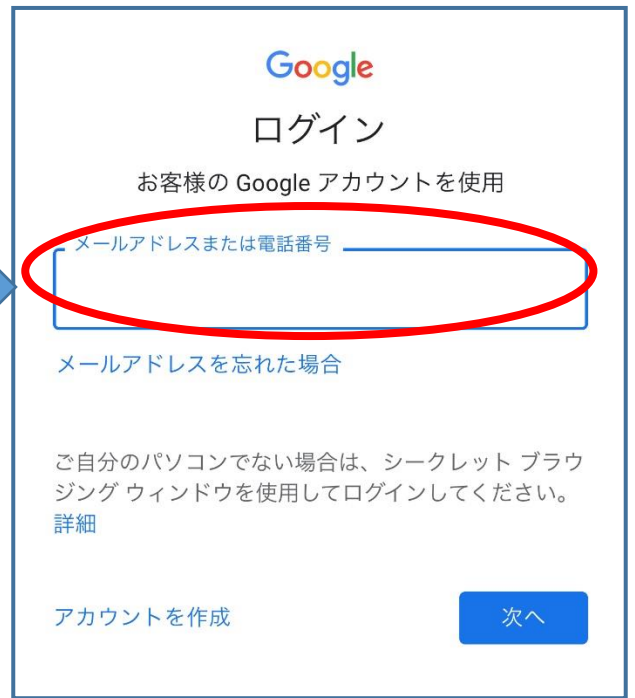 Google
ログイン
お客様の Google アカウントを使用
メールアドレスまたは電話番号
メールアドレスを忘れた場合
ご自分のパソコンでない場合は、シークレット ブラウ
ジング ウィンドウを使用してログインしてください。
詳細
アカウントを作成
次へ